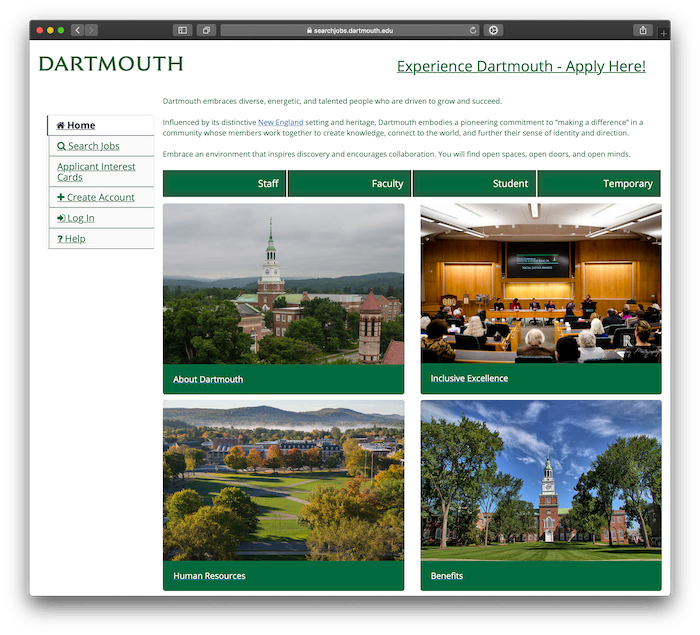 searchjobs.dartmouth.edu
DARTMOUTH
Experience Dartmouth - Apply Here!
Home
Search Jobs
Applicant Interest
Cards
Create Account
Log In
? Help
Dartmouth embraces diverse, energetic, and talented people who are driven to grow and succeed.
Influenced by its distinctive New England setting and heritage, Dartmouth embodies a pioneering commitment to “making a difference” in a
community whose members work together to create knowledge, connect to the world, and further their sense of identity and direction.
Embrace an environment that inspires discovery and encourages collaboration. You will find open spaces, open doors, and open minds.
Staff
Faculty
Student
Temporary
About Dartmouth
SOCIAL JUSTICE AWARDS
Inclusive Excellence
Human Resources
Benefits